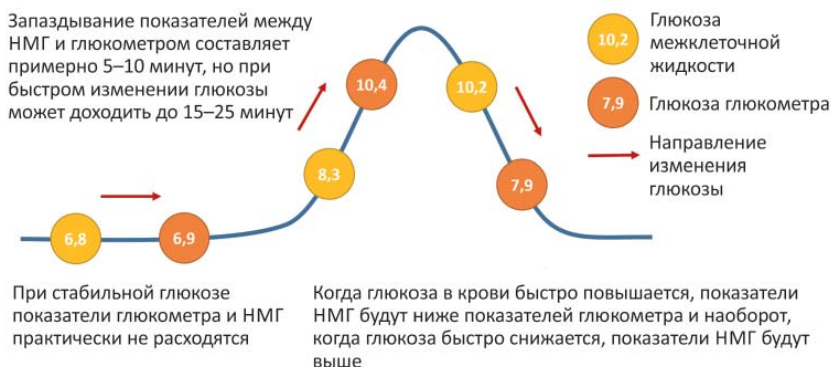 Запаздывание показателей между
НМГ и глюкометром составляет
примерно 5–10 минут, но при
быстром изменении глюкозы
может доходить до 15–25 минут
10,4
10,2
8,3
7,9
6,8
6,9
10,2
Глюкоза
межклеточной
жидкости
7,9
Глюкоза глюкометра
Направление
изменения
глюкозы
При стабильной глюкозе
показатели глюкометра и НМГ
практически не расходятся
Когда глюкоза в крови быстро повышается, показатели
НМГ будут ниже показателей глюкометра и наоборот,
когда глюкоза быстро снижается, показатели НМГ будут
выше